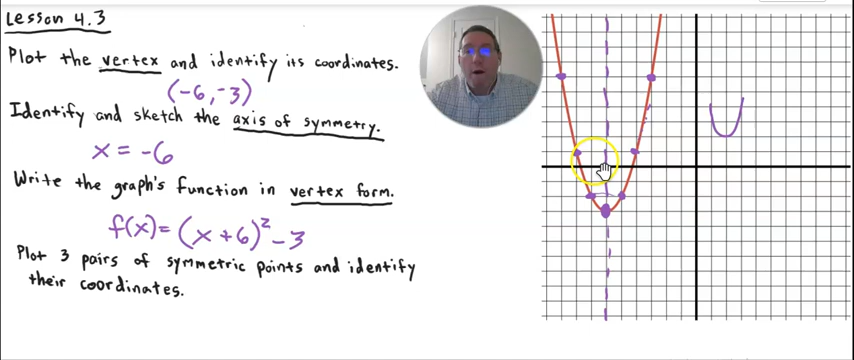 Lesson 4.3
Plot the vertex and identify its coordinates.
(-6,-3)
Identify and sketch the axis of symmetry.
x = -6
Write the graph's function in vertex form.
f(x) = (x+6)² - 3
Plot 3 pairs of symmetric points and identify
their coordinates.